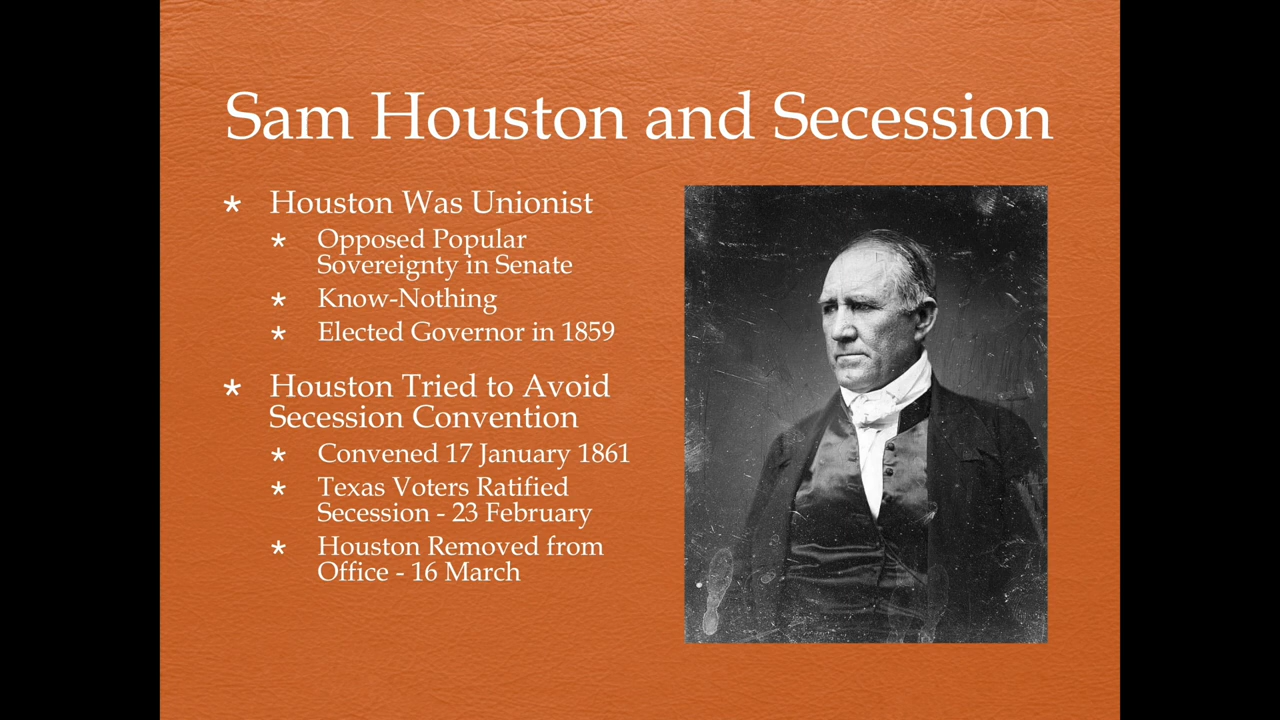 Sam Houston and Secession
* Houston Was Unionist
* Opposed Popular
Sovereignty in Senate
* Know-Nothing
* Elected Governor in 1859
* Houston Tried to Avoid
Secession Convention
* Convened 17 January 1861
* Texas Voters Ratified
Secession - 23 February
* Houston Removed from
Office - 16 March